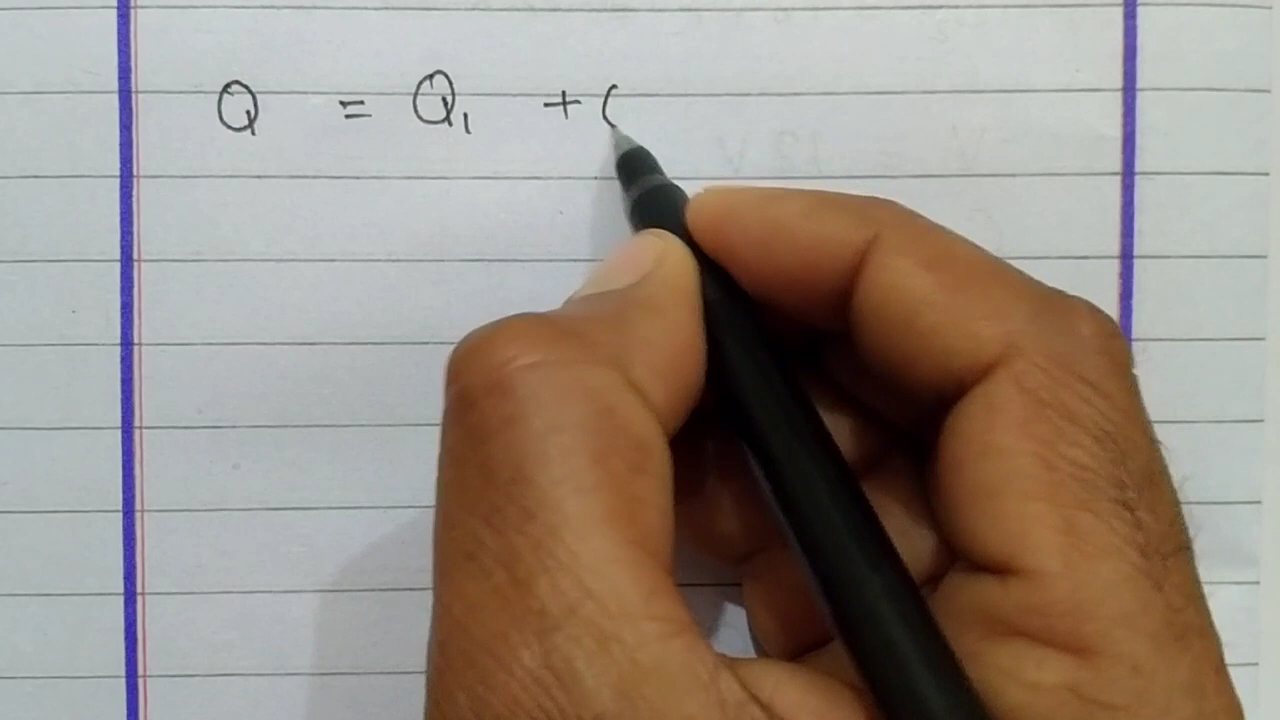 Q = Q₁ + (